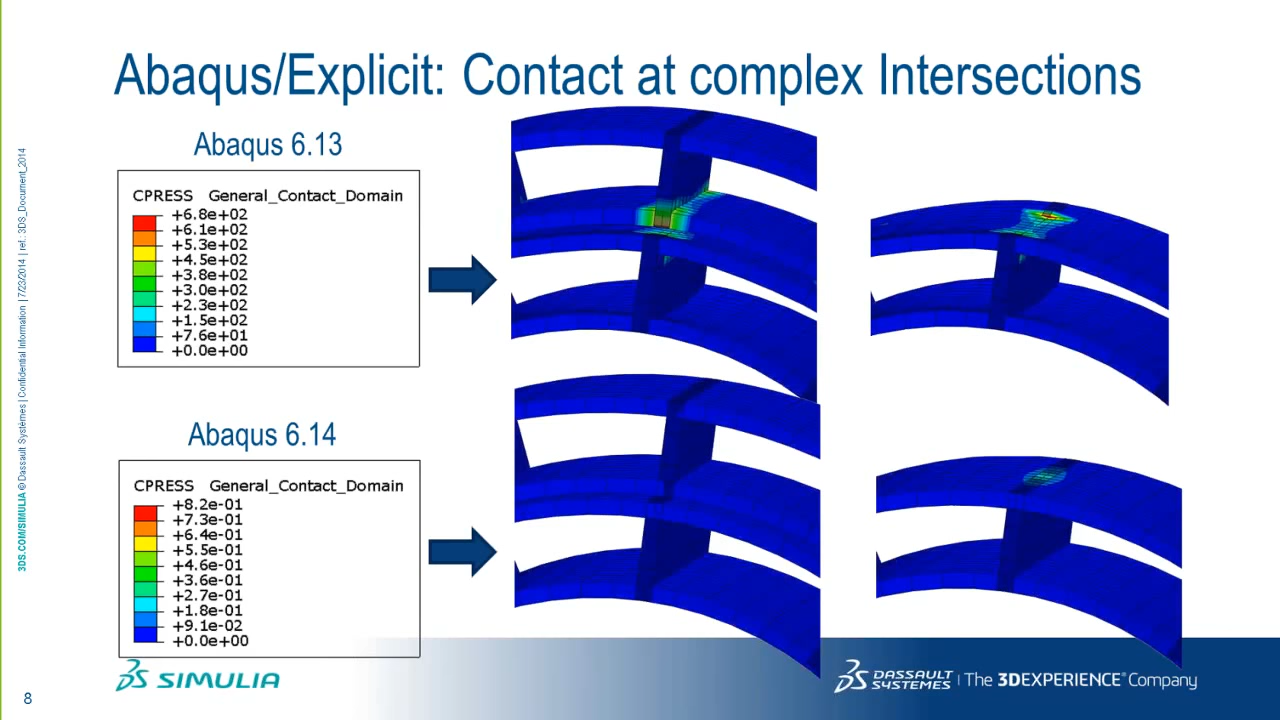 Abaqus/Explicit: Contact at complex Intersections
Abaqus 6.13
CPRESS General_Contact_Domain
+6.8e+02
+6.1e+02
+5.3e+02
+4.5e+02
+3.8e+02
+3.0e+02
+2.3e+02
+1.5e+02
+7.6e+01
+0.0e+00
Abaqus 6.14
CPRESS General_Contact_Domain
+8.2e-01
+7.3e-01
+6.4e-01
+5.5e-01
+4.6e-01
+3.6e-01
+2.7e-01
+1.8e-01
+9.1e-02
+0.0e+00
3DS.COM/SIMULIA © Dassault Systèmes | Confidential Information | 7/23/2014 | ref.: 3DS_Document_2014
8
SIMULIA
DASSAULT SYSTEMES | The 3DEXPERIENCE® Company